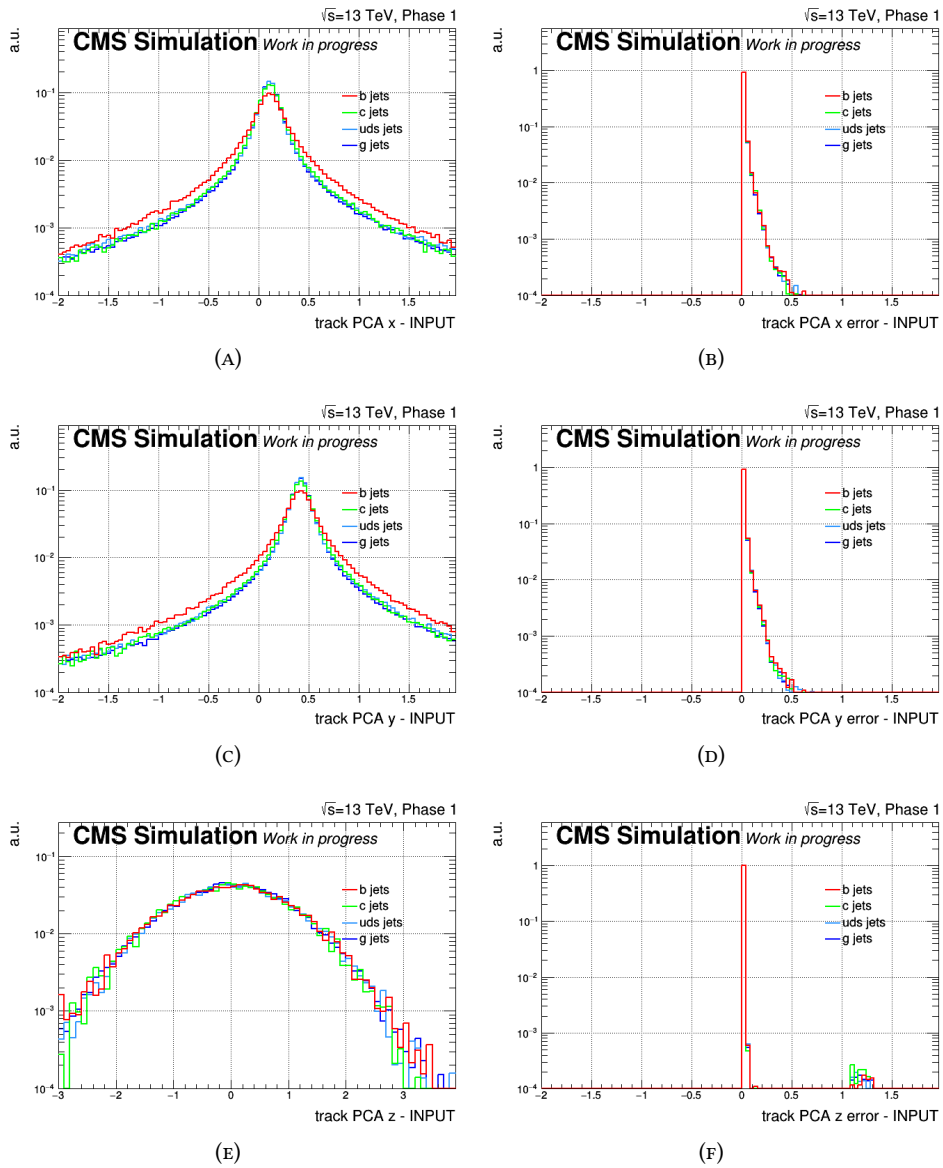 √s=13 TeV, Phase 1
a.u.
CMS Simulation Work in progress
10⁻¹
10⁻²
10⁻³
10⁻⁴
b jets
c jets
uds jets
g jets
−2 −1.5 −1 −0.5 0 0.5 1 1.5
track PCA x - INPUT
(A)
√s=13 TeV, Phase 1
a.u.
CMS Simulation Work in progress
1
10⁻¹
10⁻²
10⁻³
10⁻⁴
b jets
c jets
uds jets
g jets
−2 −1.5 −1 −0.5 0 0.5 1 1.5
track PCA x error - INPUT
(B)
√s=13 TeV, Phase 1
a.u.
CMS Simulation Work in progress
10⁻¹
10⁻²
10⁻³
10⁻⁴
b jets
c jets
uds jets
g jets
−2 −1.5 −1 −0.5 0 0.5 1 1.5
track PCA y - INPUT
(C)
√s=13 TeV, Phase 1
a.u.
CMS Simulation Work in progress
1
10⁻¹
10⁻²
10⁻³
10⁻⁴
b jets
c jets
uds jets
g jets
−2 −1.5 −1 −0.5 0 0.5 1 1.5
track PCA y error - INPUT
(D)
√s=13 TeV, Phase 1
a.u.
CMS Simulation Work in progress
10⁻¹
10⁻²
10⁻³
10⁻⁴
b jets
c jets
uds jets
g jets
−3 −2 −1 0 1 2 3
track PCA z - INPUT
(E)
√s=13 TeV, Phase 1
a.u.
CMS Simulation Work in progress
1
10⁻¹
10⁻²
10⁻³
10⁻⁴
b jets
c jets
uds jets
g jets
−2 −1.5 −1 −0.5 0 0.5 1 1.5
track PCA z error - INPUT
(F)